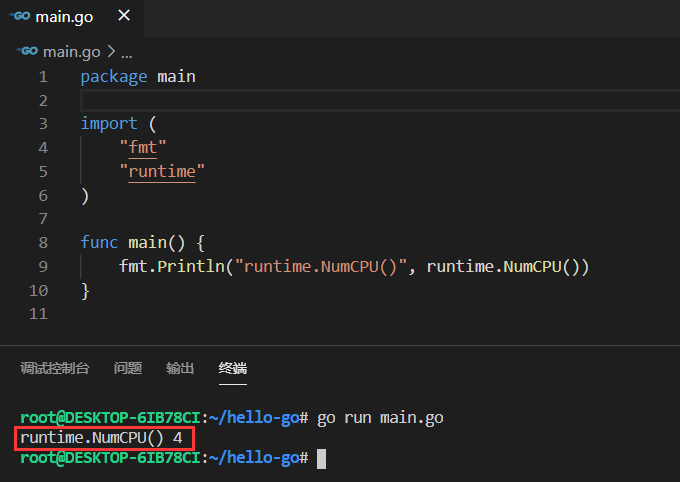 GO main.go ×
GO main.go > ...
1 package main
2
3 import (
4 "fmt"
5 "runtime"
6 )
7
8 func main() {
9 fmt.Println("runtime.NumCPU()", runtime.NumCPU())
10 }
11
调试控制台 问题 输出 终端
root@DESKTOP-6IB78CI:~/hello-go# go run main.go
runtime.NumCPU() 4
root@DESKTOP-6IB78CI:~/hello-go#